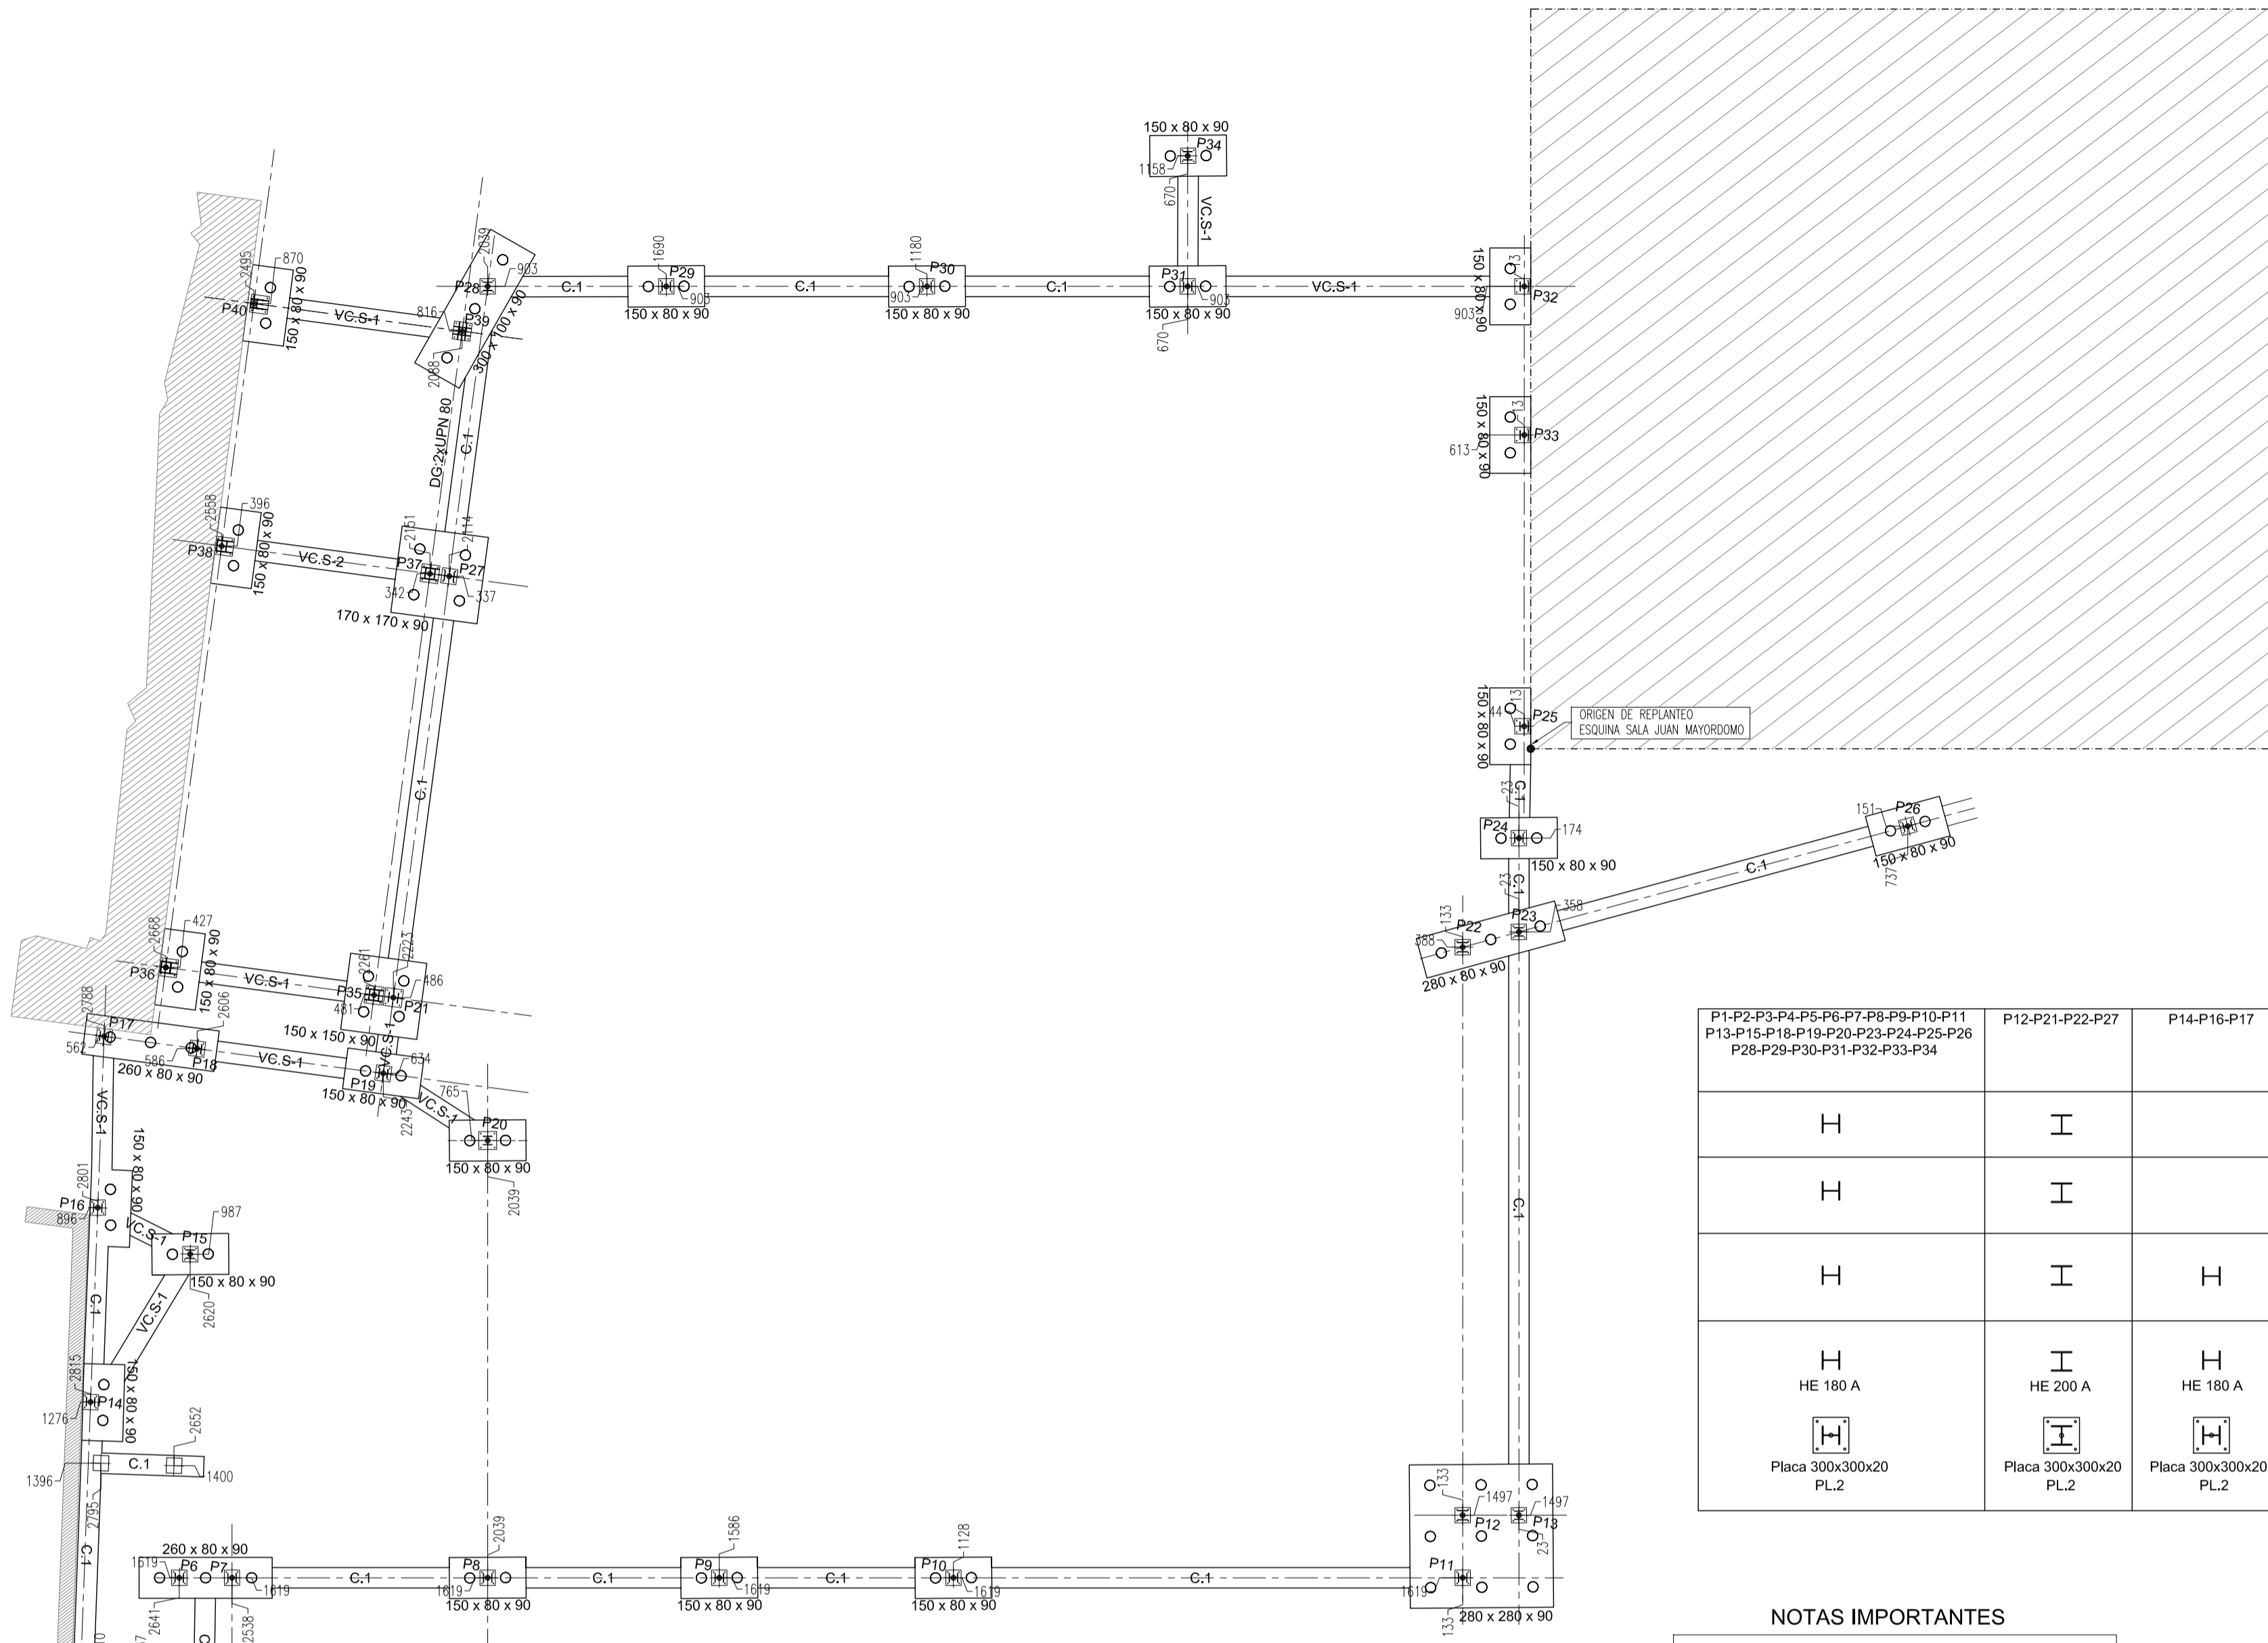 150 x 80 x 90
P34
1158
670
VC.S-1
2039
903
P28
C.1
1690
P29
903
150 x 80 x 90
C.1
1180
P30
903
150 x 80 x 90
C.1
P31
903
150 x 80 x 90
670
VC.S-1
150 x 80 x 90
13
P32
903
2495
870
P40
150 x 80 x 90
VC.S-1
816
P39
2088
300 x 100 x 90
DG:2xUPN 80
C.1
150 x 80 x 90
13
P33
613
2558
396
P38
150 x 80 x 90
VC.S-2
2151
2114
P37
P27
342
337
170 x 170 x 90
C.1
150 x 80 x 90
13
44
P25
ORIGEN DE REPLANTEO
ESQUINA SALA JUAN MAYORDOMO
23
C.1
P24
174
150 x 80 x 90
23
C.1
151
P26
150 x 80 x 90
737
C.1
133
P22
P23
358
388
280 x 80 x 90
2668
427
P36
150 x 80 x 90
VC.S-1
2261
2223
P35
486
481
P21
150 x 150 x 90
VC.S-1
2788
P17
562
2606
586
P18
260 x 80 x 90
VC.S-1
634
P19
150 x 80 x 90
2243
765
VC.S-1
P20
150 x 80 x 90
2039
VC.S-1
150 x 80 x 90
2801
P16
896
VC.S-1
987
P15
150 x 80 x 90
2620
C.1
VC.S-1
2815
P14
1276
150 x 80 x 90
2652
1396
C.1
1400
2795
C.1
C.1
P1-P2-P3-P4-P5-P6-P7-P8-P9-P10-P11
P13-P15-P18-P19-P20-P23-P24-P25-P26
P28-P29-P30-P31-P32-P33-P34
P12-P21-P22-P27
P14-P16-P17
HE 180 A
HE 200 A
HE 180 A
Placa 300x300x20
PL.2
Placa 300x300x20
PL.2
Placa 300x300x20
PL.2
260 x 80 x 90
1619
P6
P7
1619
2641
2538
C.1
2039
P8
1619
150 x 80 x 90
C.1
1586
P9
1619
150 x 80 x 90
C.1
1128
P10
1619
150 x 80 x 90
C.1
133
1497
1497
P12
P13
23
P11
1619
133
280 x 280 x 90
NOTAS IMPORTANTES